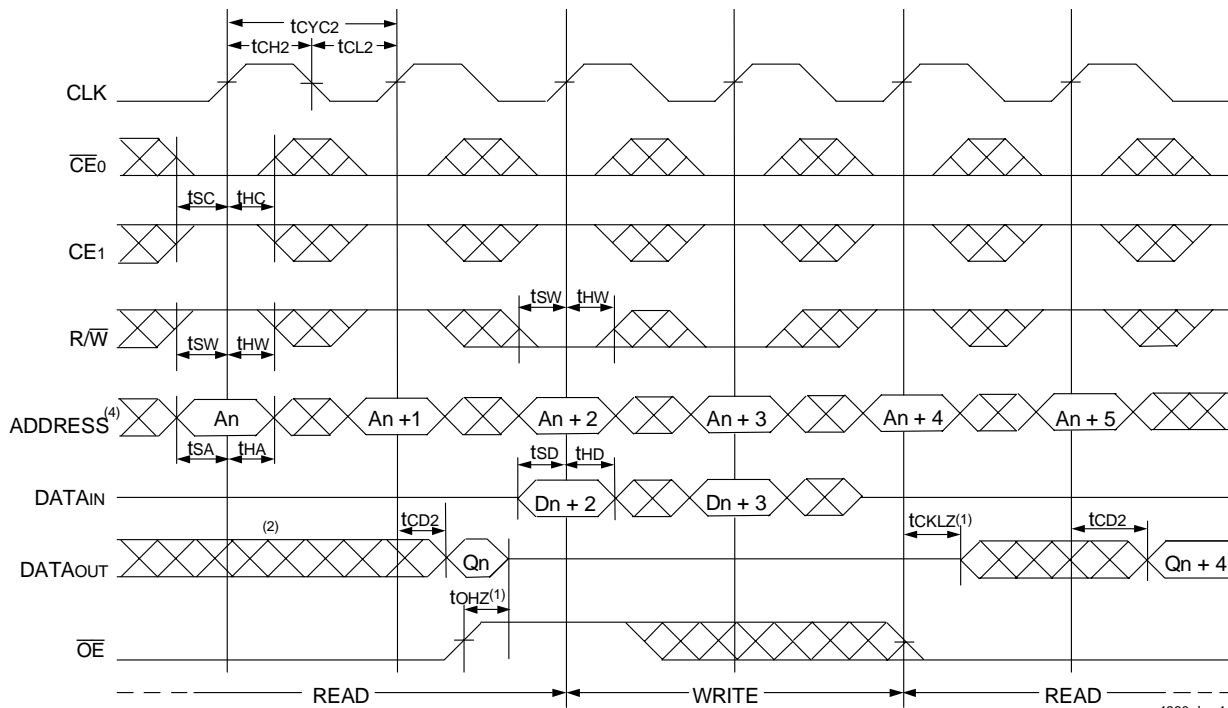 tCYC2
tCH2 tCL2
CLK
CE0
tSC tHC
CE1
tSW tHW
R/W
tSW tHW
ADDRESS(4) An An +1 An + 2 An + 3 An + 4 An + 5
tSA tHA tSD tHD
DATAIN Dn + 2 Dn + 3
(2) tCD2 tCKLZ(1) tCD2
DATAOUT Qn Qn + 4
tOHZ(1)
OE
READ WRITE READ